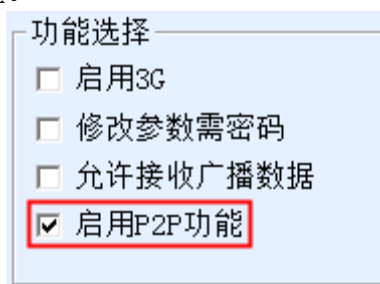 功能选择
启用3G
修改参数需密码
允许接收广播数据
启用P2P功能